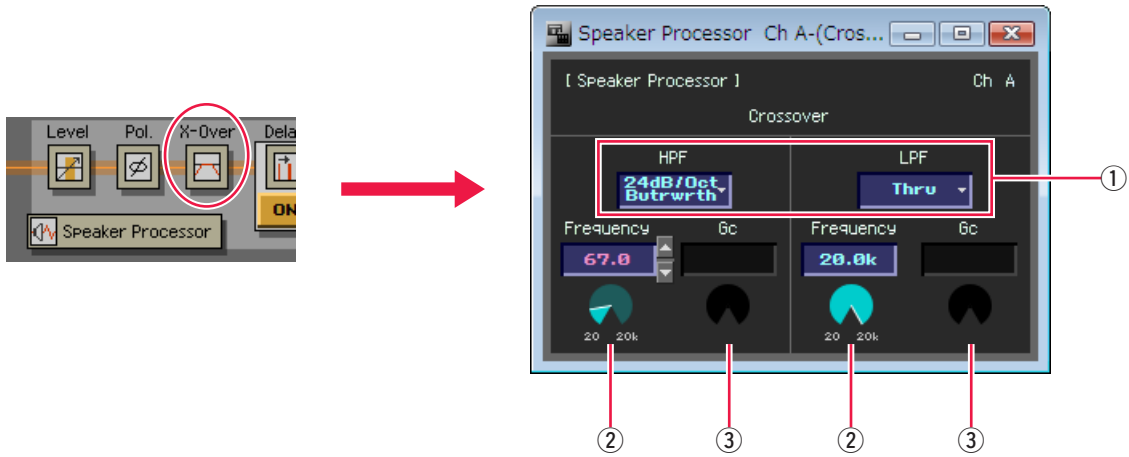 Level Pol. X-Over Dela
ON
Speaker Processor
Speaker Processor Ch A-(Cros...
[ Speaker Processor ] Ch A
Crossover
HPF LPF
24dB/Oct
Butrwrth
Thru
Frequency Gc Frequency Gc
67.0 20.0k
20 20k 20 20k
①
② ③ ② ③